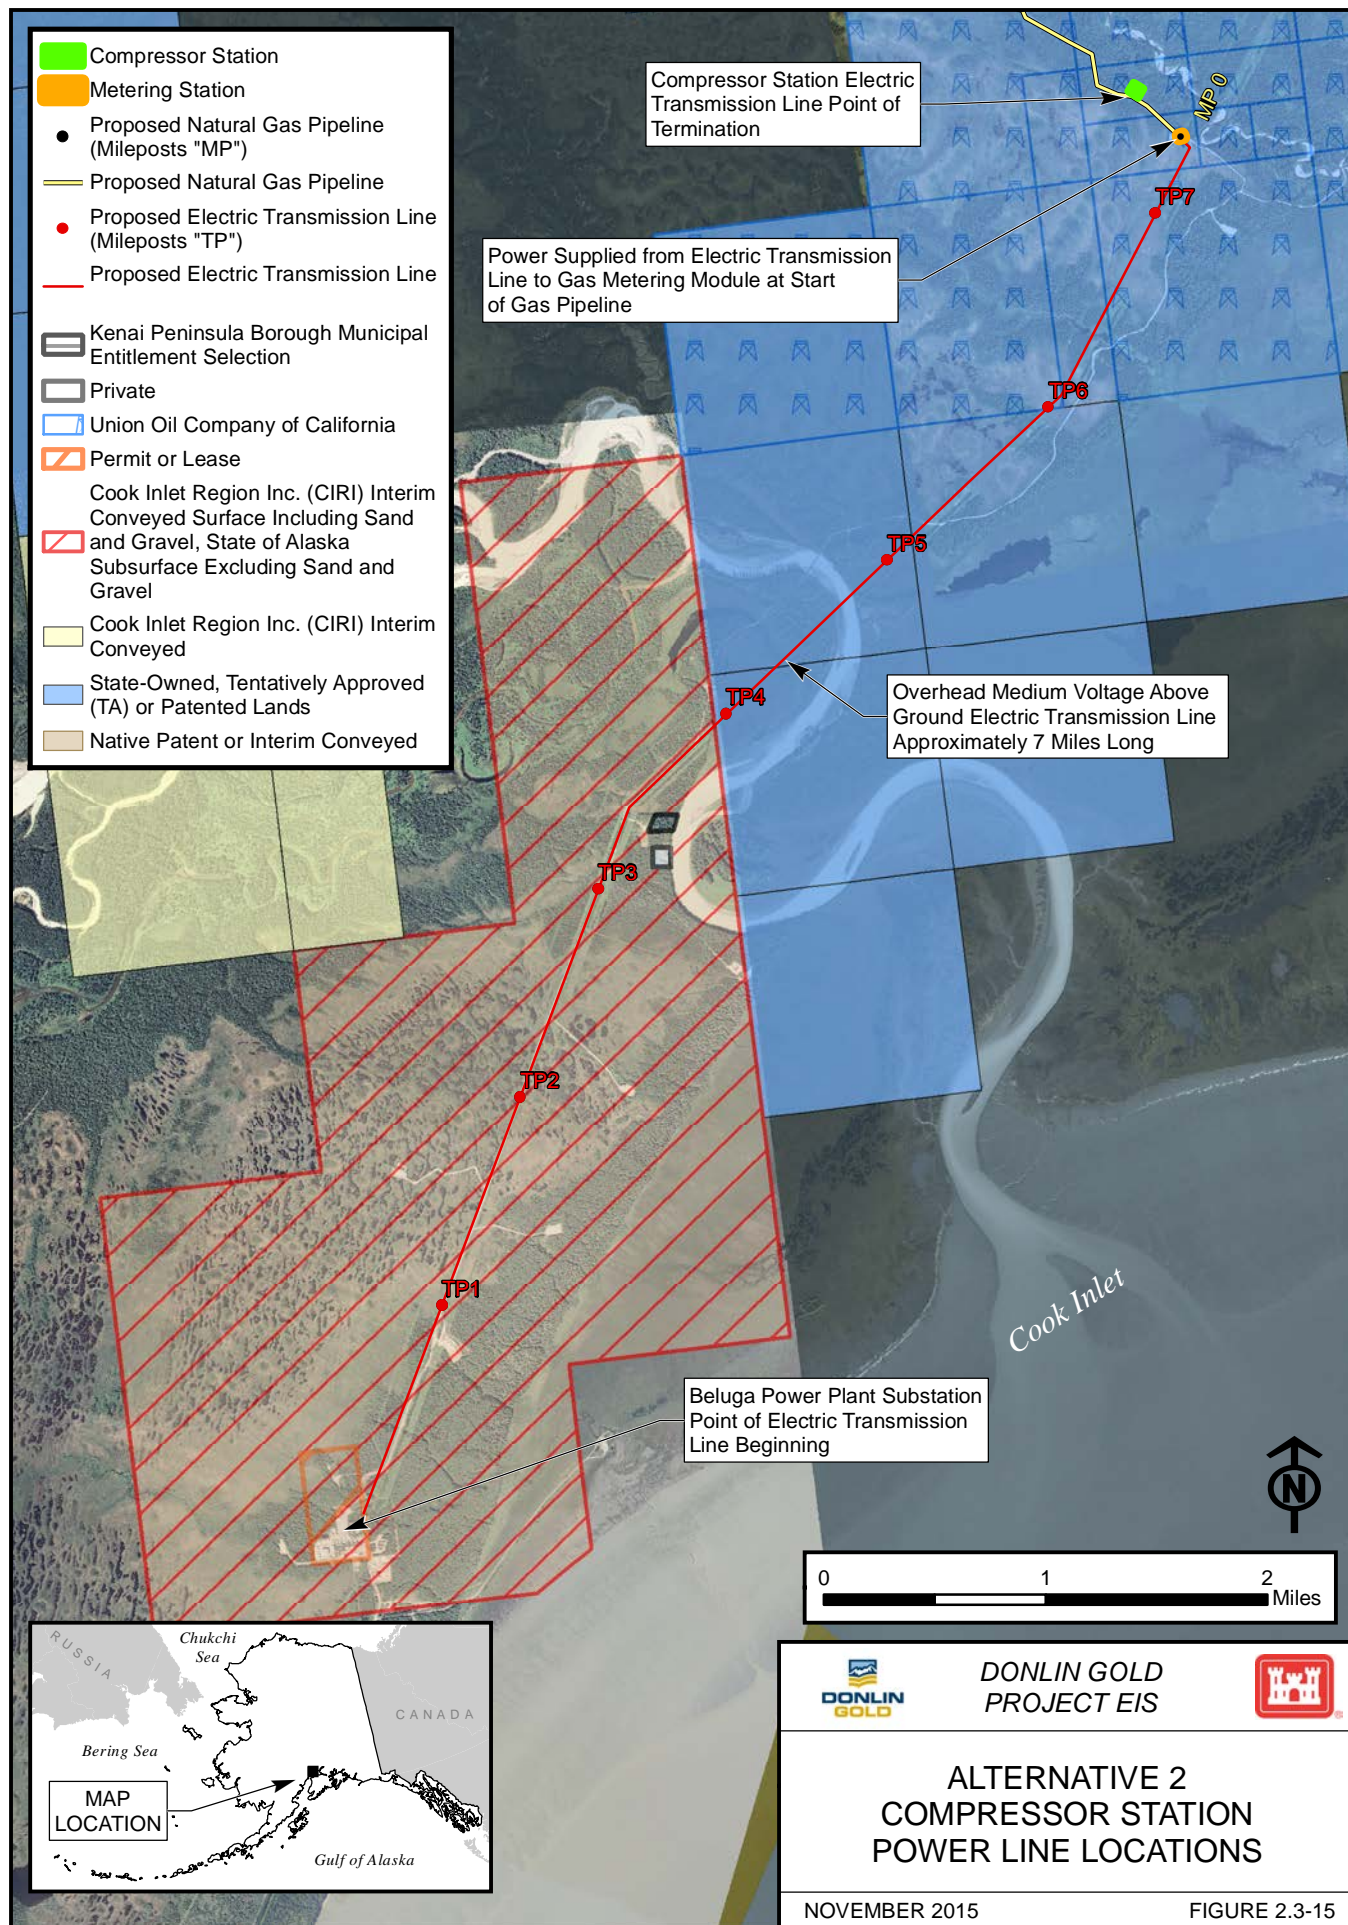 Compressor Station
Metering Station
Proposed Natural Gas Pipeline
(Mileposts "MP")
Proposed Natural Gas Pipeline
Proposed Electric Transmission Line
(Mileposts "TP")
Proposed Electric Transmission Line
Kenai Peninsula Borough Municipal
Entitlement Selection
Private
Union Oil Company of California
Permit or Lease
Cook Inlet Region Inc. (CIRI) Interim
Conveyed Surface Including Sand
and Gravel, State of Alaska
Subsurface Excluding Sand and
Gravel
Cook Inlet Region Inc. (CIRI) Interim
Conveyed
State-Owned, Tentatively Approved
(TA) or Patented Lands
Native Patent or Interim Conveyed
Compressor Station Electric
Transmission Line Point of
Termination
MP 0
TP7
Power Supplied from Electric Transmission
Line to Gas Metering Module at Start
of Gas Pipeline
TP6
TP5
TP4
Overhead Medium Voltage Above
Ground Electric Transmission Line
Approximately 7 Miles Long
TP3
TP2
TP1
Cook Inlet
Beluga Power Plant Substation
Point of Electric Transmission
Line Beginning
N
0 1 2
Miles
RUSSIA
Chukchi
Sea
CANADA
Bering Sea
MAP
LOCATION
Gulf of Alaska
DONLIN
GOLD
DONLIN GOLD
PROJECT EIS
®
ALTERNATIVE 2
COMPRESSOR STATION
POWER LINE LOCATIONS
NOVEMBER 2015
FIGURE 2.3-15